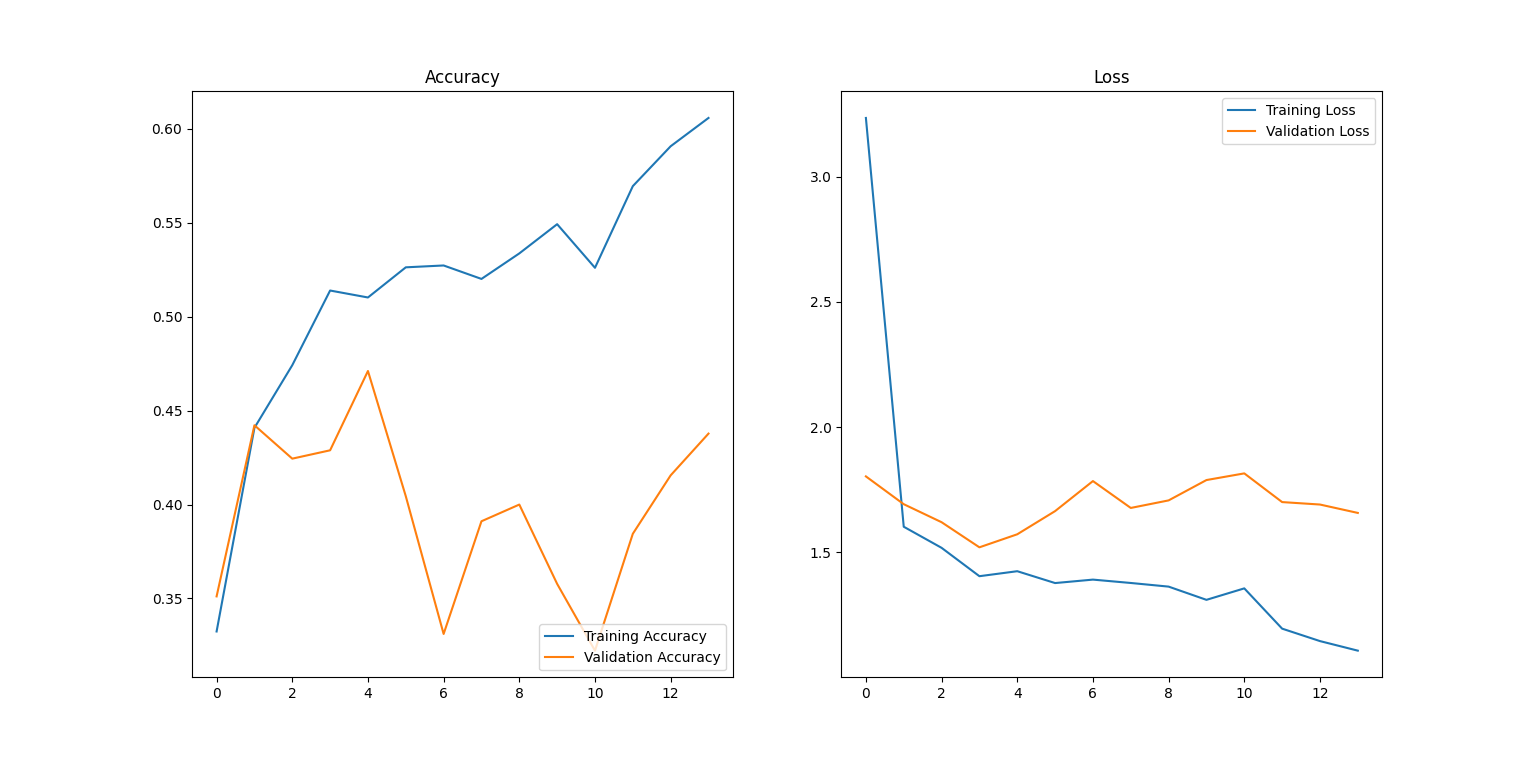 Accuracy
0.60
0.55
0.50
0.45
0.40
0.35
0 2 4 6 8 10 12
Training Accuracy
Validation Accuracy
Loss
3.0
2.5
2.0
1.5
0 2 4 6 8 10 12
Training Loss
Validation Loss